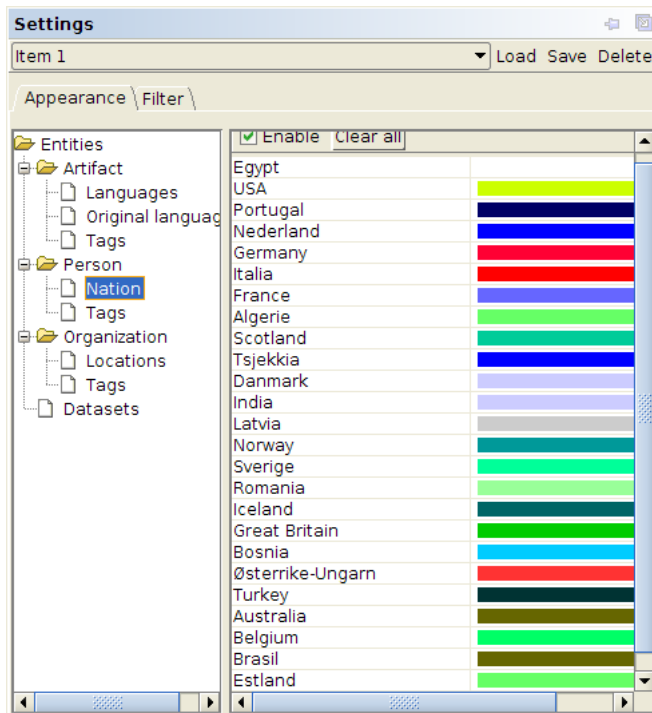 Settings
Item 1 Load Save Delete
Appearance Filter
Entities
Artifact
Languages
Original languag
Tags
Person
Nation
Tags
Organization
Locations
Tags
Datasets
Enable Clear all
Egypt
USA
Portugal
Nederland
Germany
Italia
France
Algerie
Scotland
Tsjekkia
Danmark
India
Latvia
Norway
Sverige
Romania
Iceland
Great Britain
Bosnia
Østerrike-Ungarn
Turkey
Australia
Belgium
Brasil
Estland